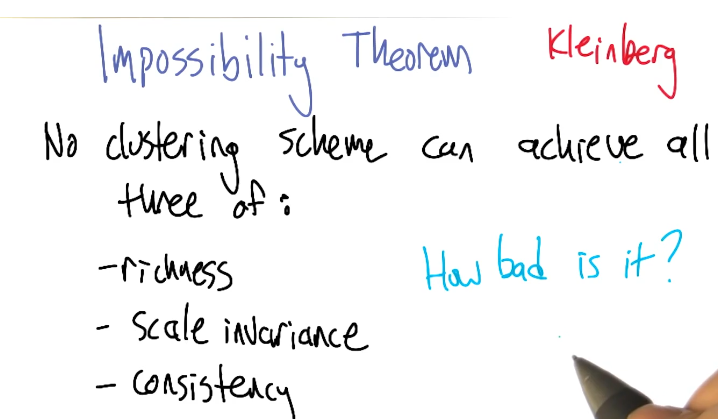 Impossibility Theorem Kleinberg
No clustering scheme can achieve all
three of:
-richness
- scale invariance
- consistency
How bad is it?